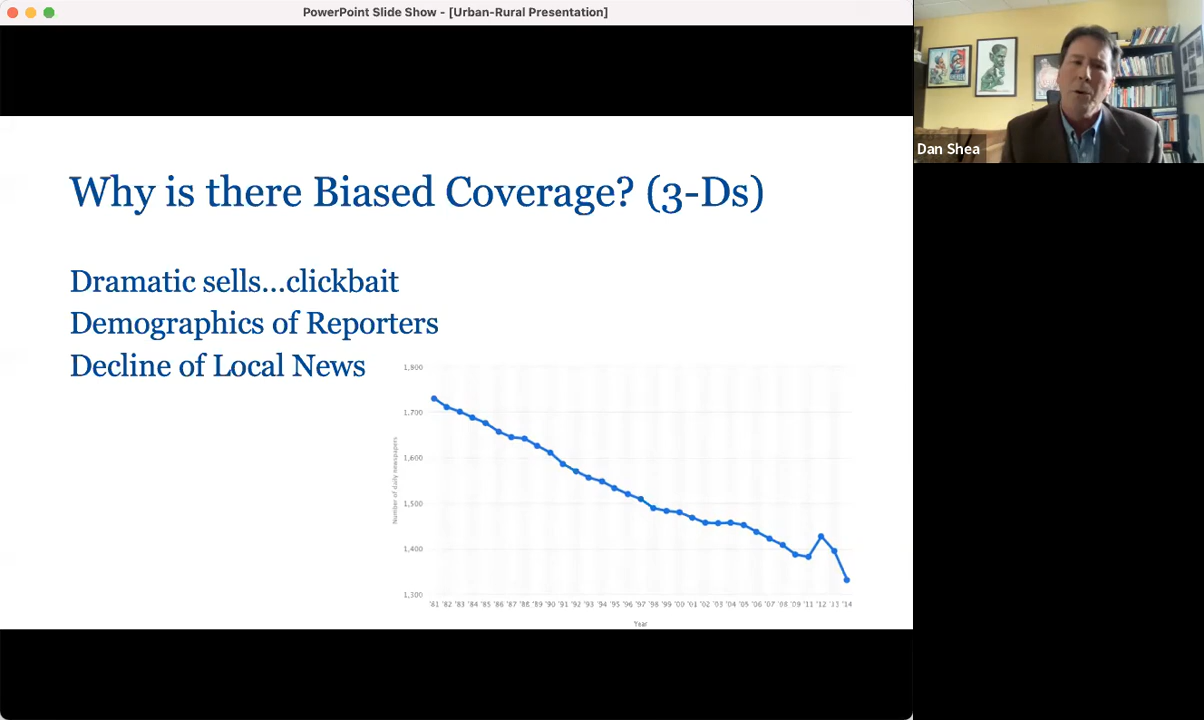 PowerPoint Slide Show - [Urban-Rural Presentation]
Dan Shea
Why is there Biased Coverage? (3-Ds)
Dramatic sells...clickbait
Demographics of Reporters
Decline of Local News
1,800
1,700
1,600
1,500
1,400
1,300
Number of daily newspapers
'81 '82 '83 '84 '85 '86 '87 '88 '89 '90 '91 '92 '93 '94 '95 '96 '97 '98 '99 '00 '01 '02 '03 '04 '05 '06 '07 '08 '09 '11 '12 '13 '14
Year